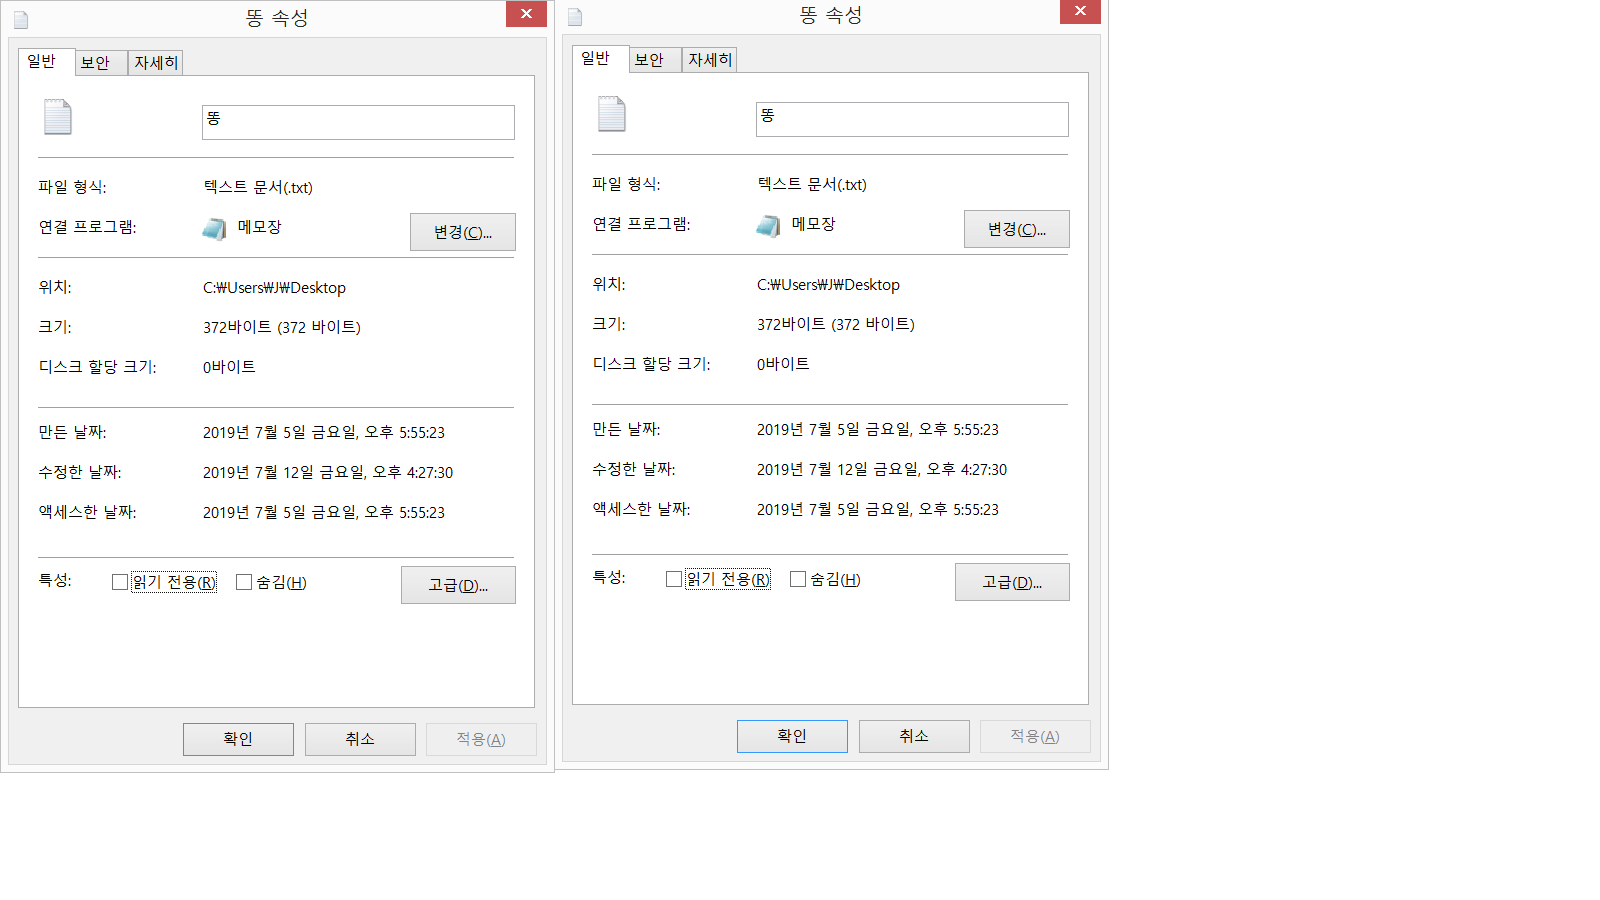 똥 속성
일반 보안 자세히
똥
파일 형식: 텍스트 문서(.txt)
연결 프로그램: 메모장 변경(C)...
위치: C:₩Users₩J₩Desktop
크기: 372바이트 (372 바이트)
디스크 할당 크기: 0바이트
만든 날짜: 2019년 7월 5일 금요일, 오후 5:55:23
수정한 날짜: 2019년 7월 12일 금요일, 오후 4:27:30
액세스한 날짜: 2019년 7월 5일 금요일, 오후 5:55:23
특성: 읽기 전용(R) 숨김(H) 고급(D)...
확인 취소 적용(A)
똥 속성
일반 보안 자세히
똥
파일 형식: 텍스트 문서(.txt)
연결 프로그램: 메모장 변경(C)...
위치: C:₩Users₩J₩Desktop
크기: 372바이트 (372 바이트)
디스크 할당 크기: 0바이트
만든 날짜: 2019년 7월 5일 금요일, 오후 5:55:23
수정한 날짜: 2019년 7월 12일 금요일, 오후 4:27:30
액세스한 날짜: 2019년 7월 5일 금요일, 오후 5:55:23
특성: 읽기 전용(R) 숨김(H) 고급(D)...
확인 취소 적용(A)